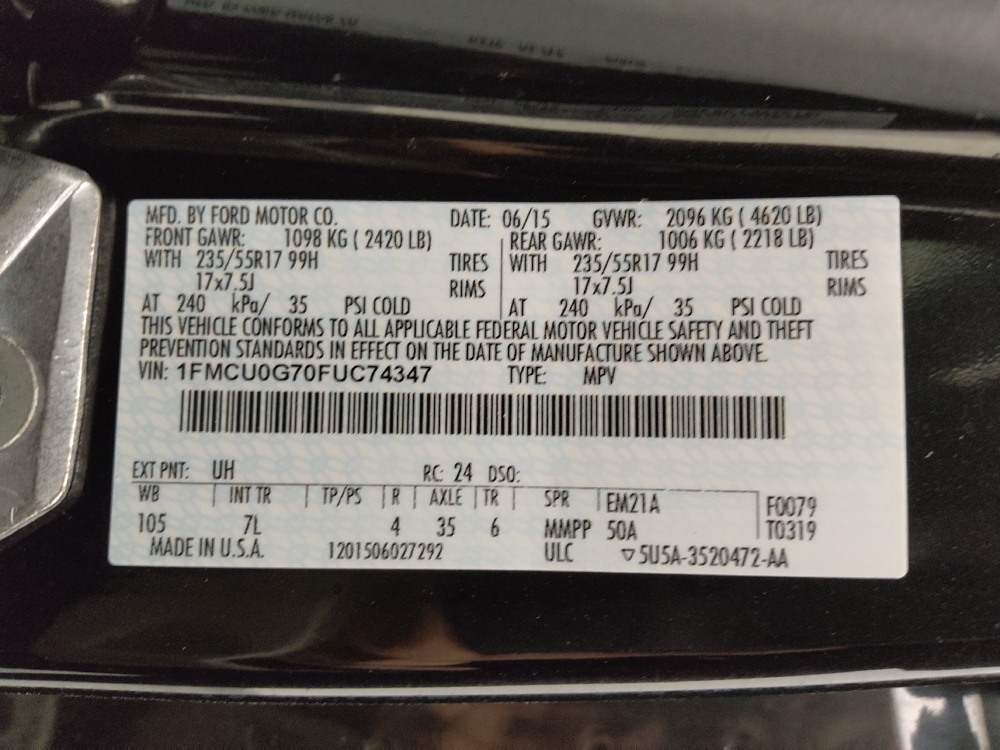 MFD. BY FORD MOTOR CO. DATE: 06/15 GVWR: 2096 KG ( 4620 LB)
FRONT GAWR: 1098 KG ( 2420 LB) REAR GAWR: 1006 KG ( 2218 LB)
WITH 235/55R17 99H TIRES WITH 235/55R17 99H TIRES
17x7.5J RIMS 17x7.5J RIMS
AT 240 kPa/ 35 PSI COLD AT 240 kPa/ 35 PSI COLD
THIS VEHICLE CONFORMS TO ALL APPLICABLE FEDERAL MOTOR VEHICLE SAFETY AND THEFT
PREVENTION STANDARDS IN EFFECT ON THE DATE OF MANUFACTURE SHOWN ABOVE.
VIN: 1FMCU0G70FUC74347 TYPE: MPV
EXT PNT: UH RC: 24 DSO:
WB INT TR TP/PS R AXLE TR SPR EM21A F0079
105 7L 4 35 6 MMPP 50A T0319
MADE IN U.S.A. 1201506027292 ULC ▽5U5A-3520472-AA